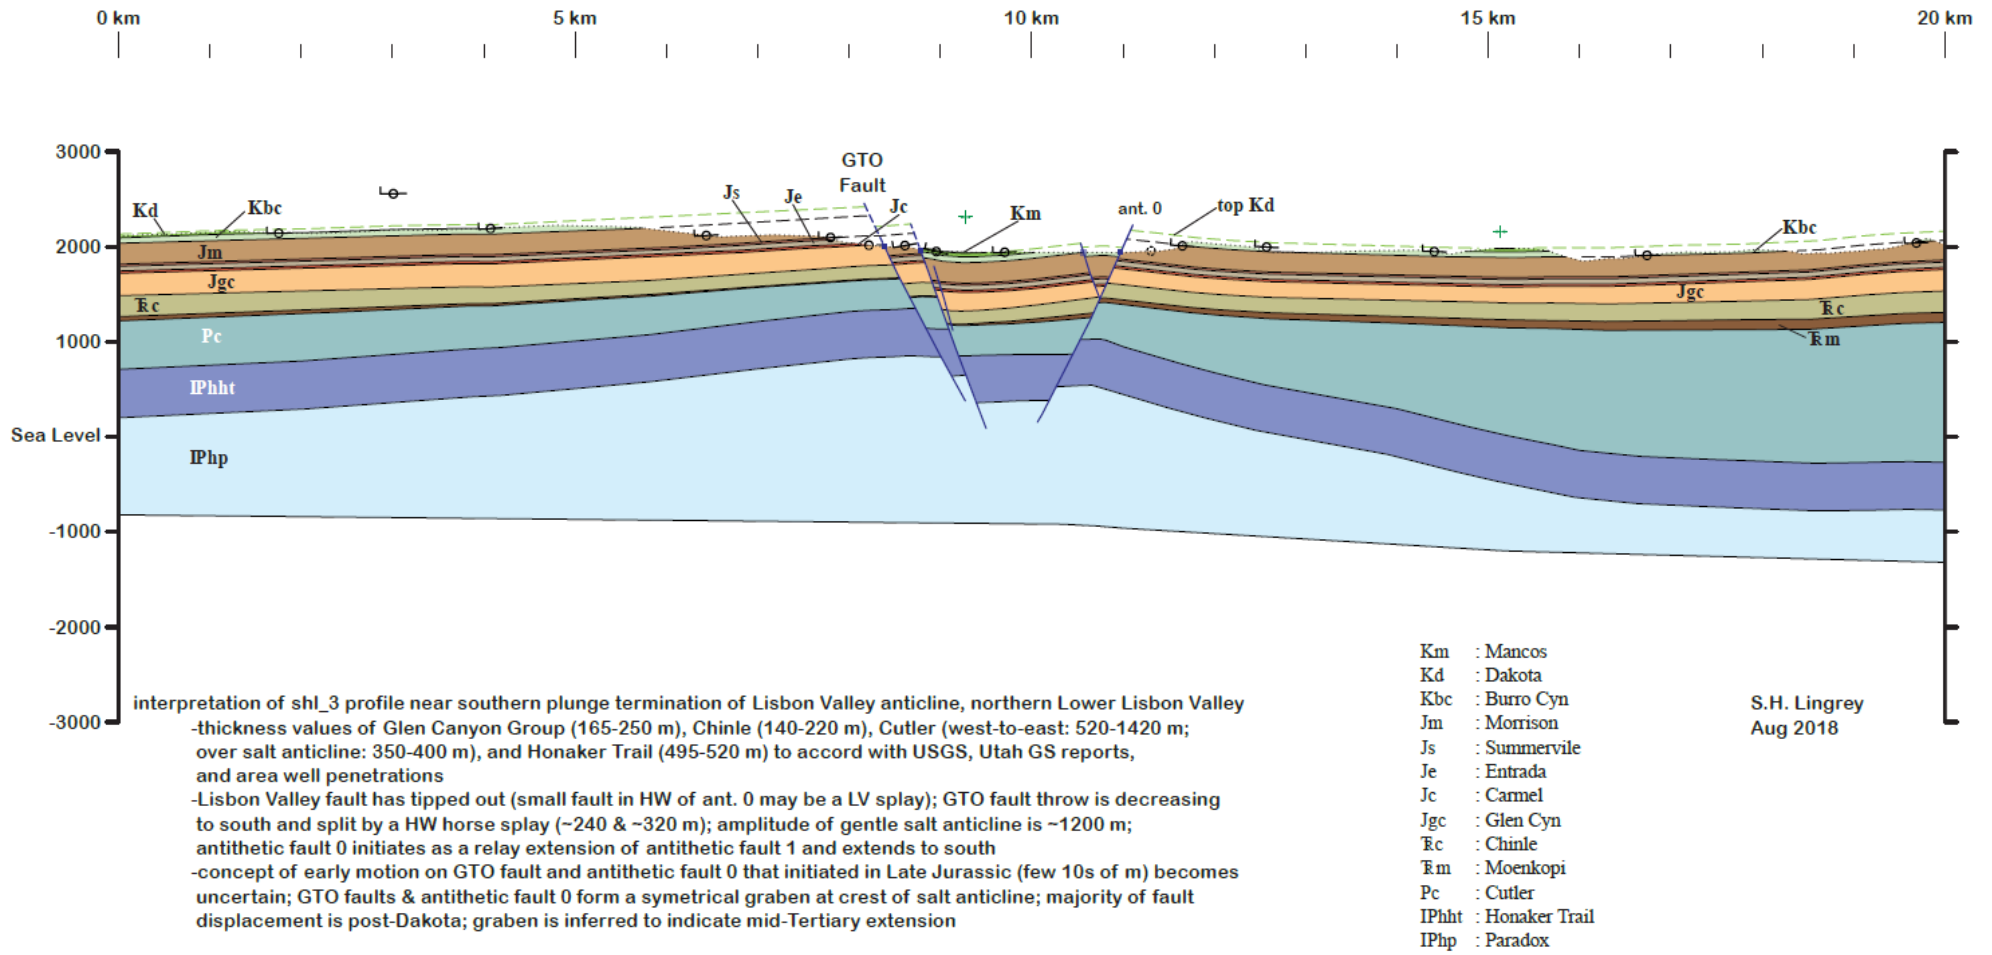 0 km 5 km 10 km 15 km 20 km
3000
2000
1000
Sea Level
-1000
-2000
-3000
GTO
Fault
Kd
Kbc
Js
Je
Jc
Km
ant. 0
top Kd
Kbc
Jm
Jgc
Jgc
TRc
TRc
TRm
Pc
IPhht
IPhp
interpretation of shl_3 profile near southern plunge termination of Lisbon Valley anticline, northern Lower Lisbon Valley
-thickness values of Glen Canyon Group (165-250 m), Chinle (140-220 m), Cutler (west-to-east: 520-1420 m;
over salt anticline: 350-400 m), and Honaker Trail (495-520 m) to accord with USGS, Utah GS reports,
and area well penetrations
-Lisbon Valley fault has tipped out (small fault in HW of ant. 0 may be a LV splay); GTO fault throw is decreasing
to south and split by a HW horse splay (~240 & ~320 m); amplitude of gentle salt anticline is ~1200 m;
antithetic fault 0 initiates as a relay extension of antithetic fault 1 and extends to south
-concept of early motion on GTO fault and antithetic fault 0 that initiated in Late Jurassic (few 10s of m) becomes
uncertain; GTO faults & antithetic fault 0 form a symetrical graben at crest of salt anticline; majority of fault
displacement is post-Dakota; graben is inferred to indicate mid-Tertiary extension
Km : Mancos
Kd : Dakota
Kbc : Burro Cyn
Jm : Morrison
Js : Summervile
Je : Entrada
Jc : Carmel
Jgc : Glen Cyn
TRc : Chinle
TRm : Moenkopi
Pc : Cutler
IPhht : Honaker Trail
IPhp : Paradox
S.H. Lingrey
Aug 2018